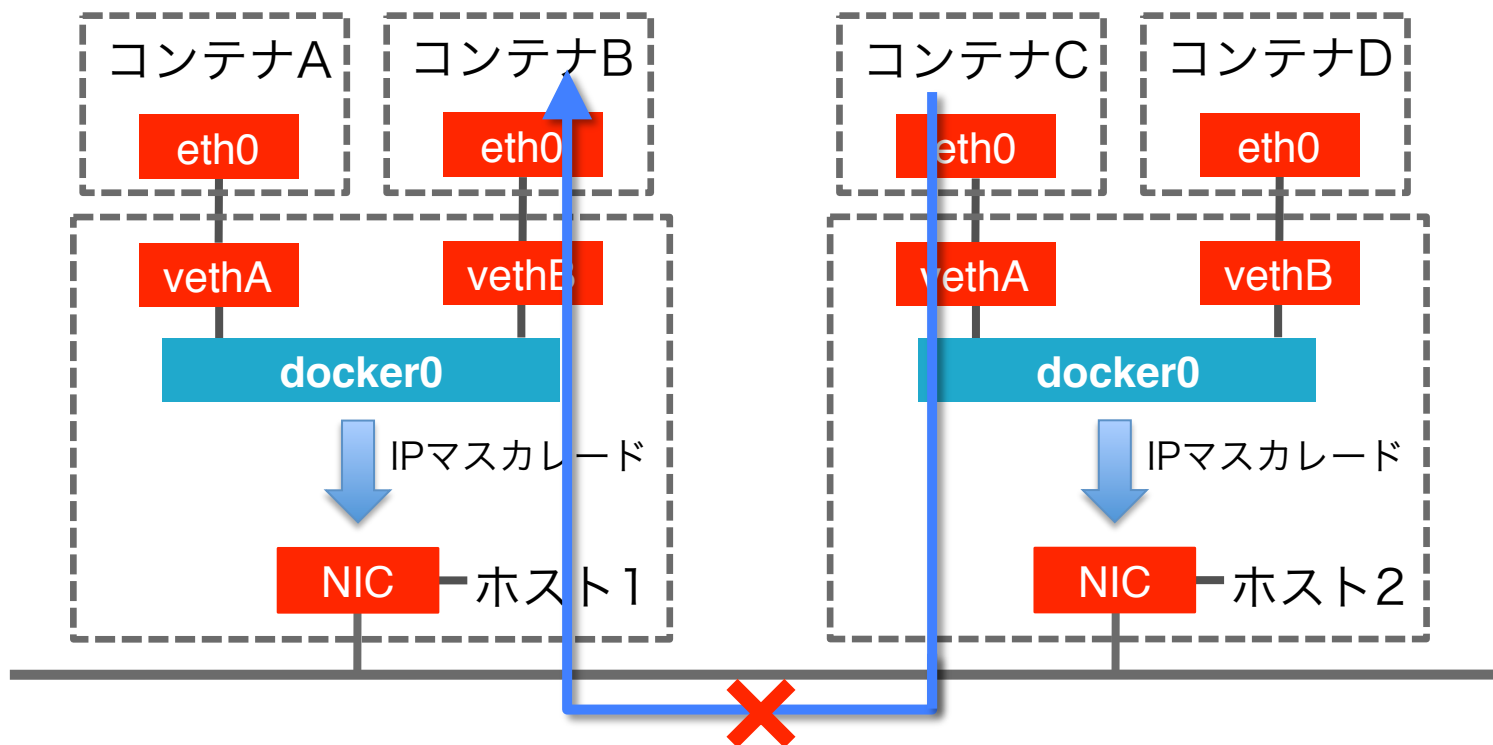 コンテナA
コンテナB
コンテナC
コンテナD
eth0
eth0
eth0
eth0
vethA
vethB
vethA
vethB
docker0
docker0
IPマスカレード
IPマスカレード
NIC
ホスト1
NIC
ホスト2